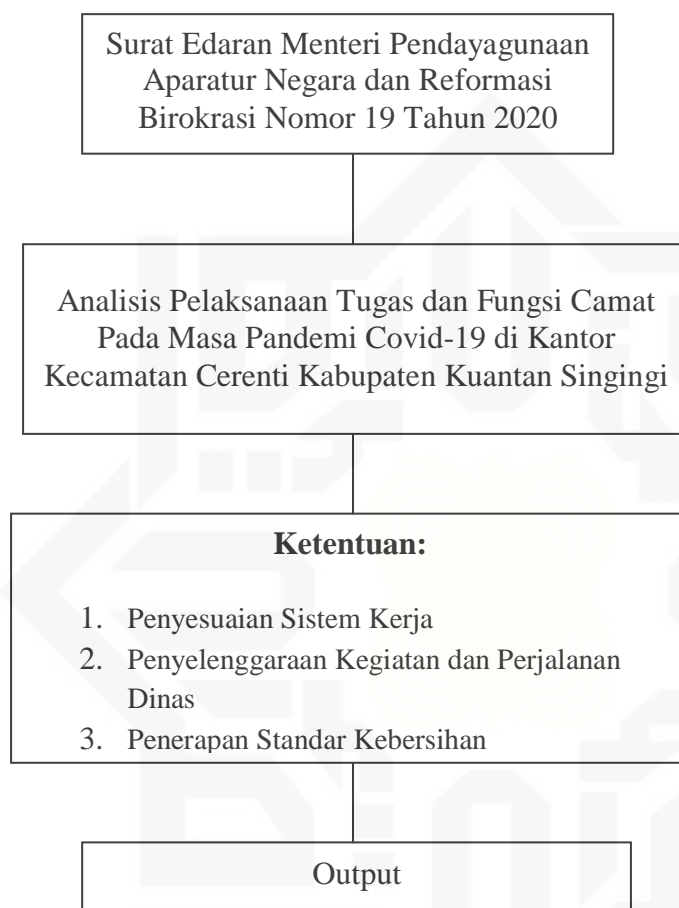 Surat Edaran Menteri Pendayagunaan
Aparatur Negara dan Reformasi
Birokrasi Nomor 19 Tahun 2020
Analisis Pelaksanaan Tugas dan Fungsi Camat
Pada Masa Pandemi Covid-19 di Kantor
Kecamatan Cerenti Kabupaten Kuantan Singingi
Ketentuan:
1. Penyesuaian Sistem Kerja
2. Penyelenggaraan Kegiatan dan Perjalanan
Dinas
3. Penerapan Standar Kebersihan
Output